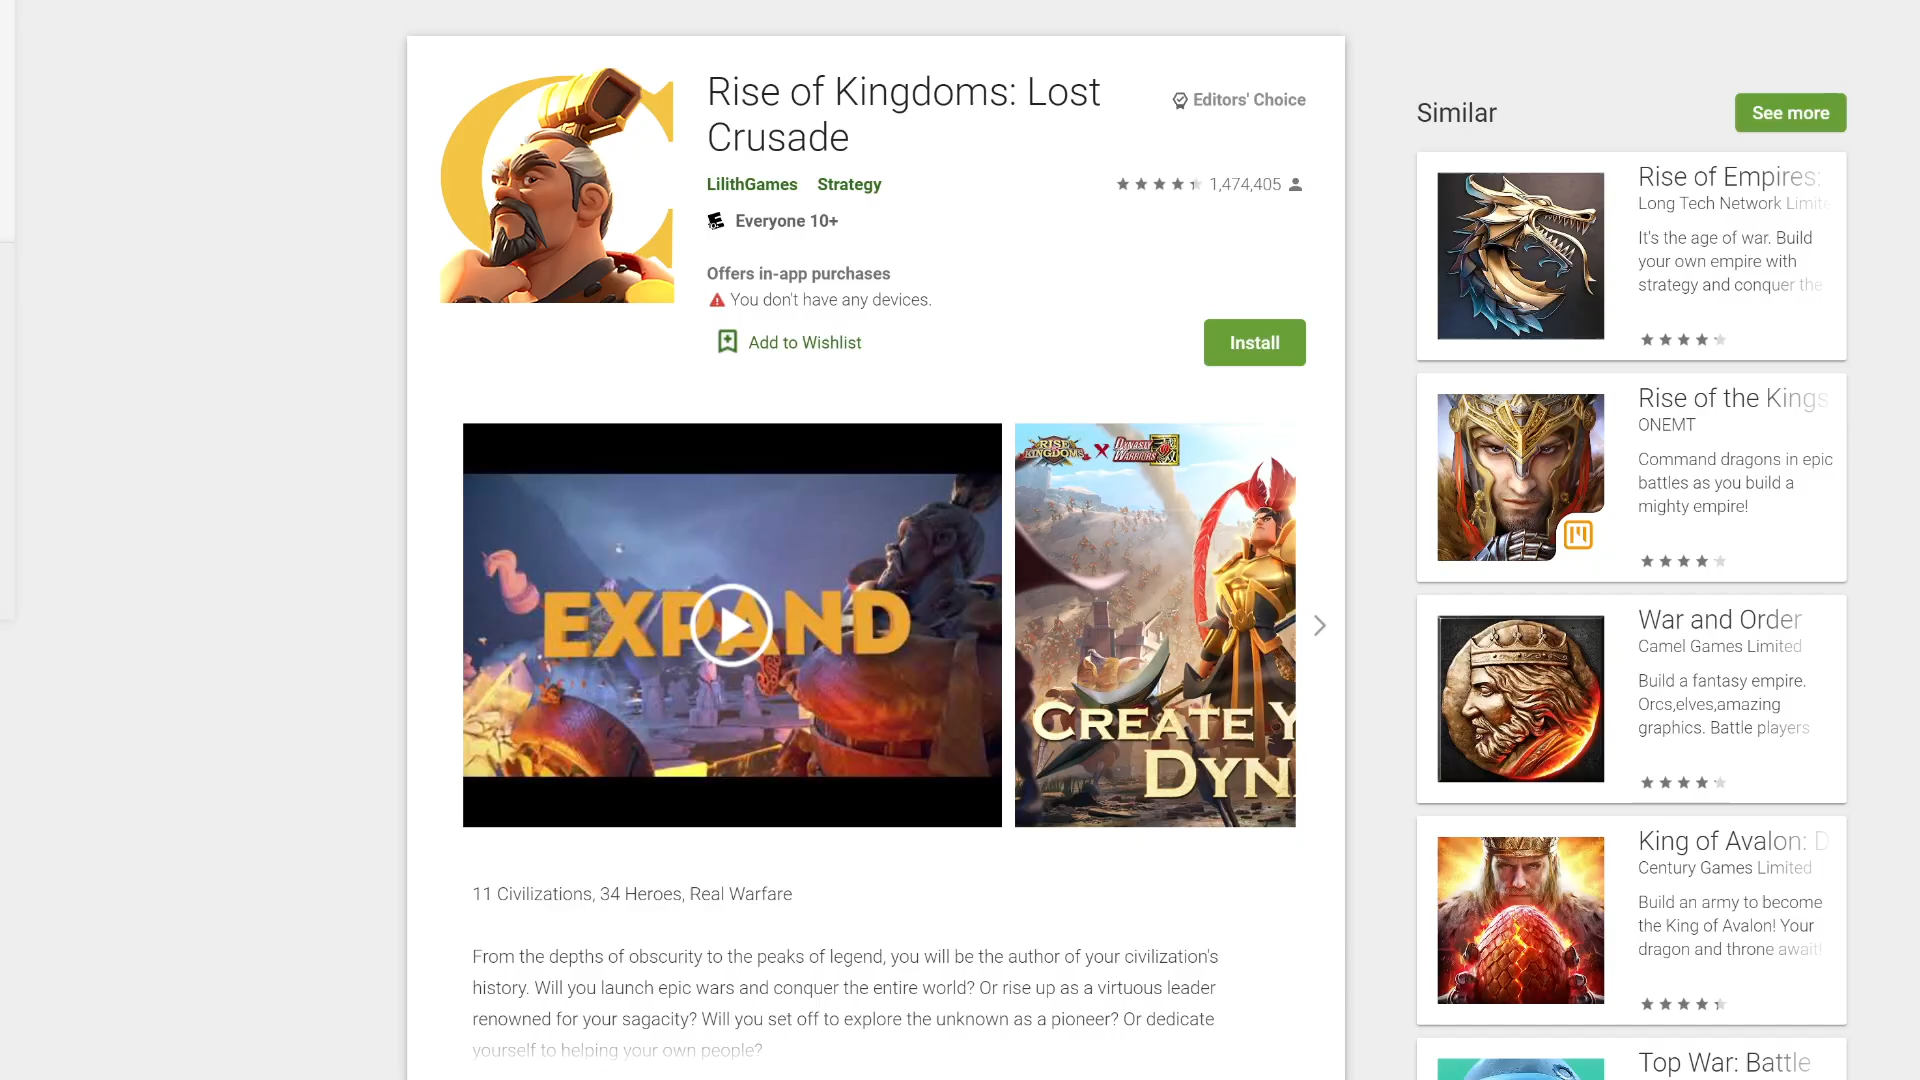 Rise of Kingdoms: Lost
Crusade
Editors' Choice
LilithGames Strategy
1,474,405
Everyone 10+
Offers in-app purchases
You don't have any devices.
Add to Wishlist
Install
EXPAND
RISE OF KINGDOMS X DYNASTY WARRIORS
CREATE Y
DYN
11 Civilizations, 34 Heroes, Real Warfare
From the depths of obscurity to the peaks of legend, you will be the author of your civilization's
history. Will you launch epic wars and conquer the entire world? Or rise up as a virtuous leader
renowned for your sagacity? Will you set off to explore the unknown as a pioneer? Or dedicate
yourself to helping your own people?
Similar
See more
Rise of Empires:
Long Tech Network Limite
It's the age of war. Build
your own empire with
strategy and conquer the
Rise of the Kings
ONEMT
Command dragons in epic
battles as you build a
mighty empire!
War and Order
Camel Games Limited
Build a fantasy empire.
Orcs,elves,amazing
graphics. Battle players
King of Avalon: D
Century Games Limited
Build an army to become
the King of Avalon! Your
dragon and throne await!
Top War: Battle